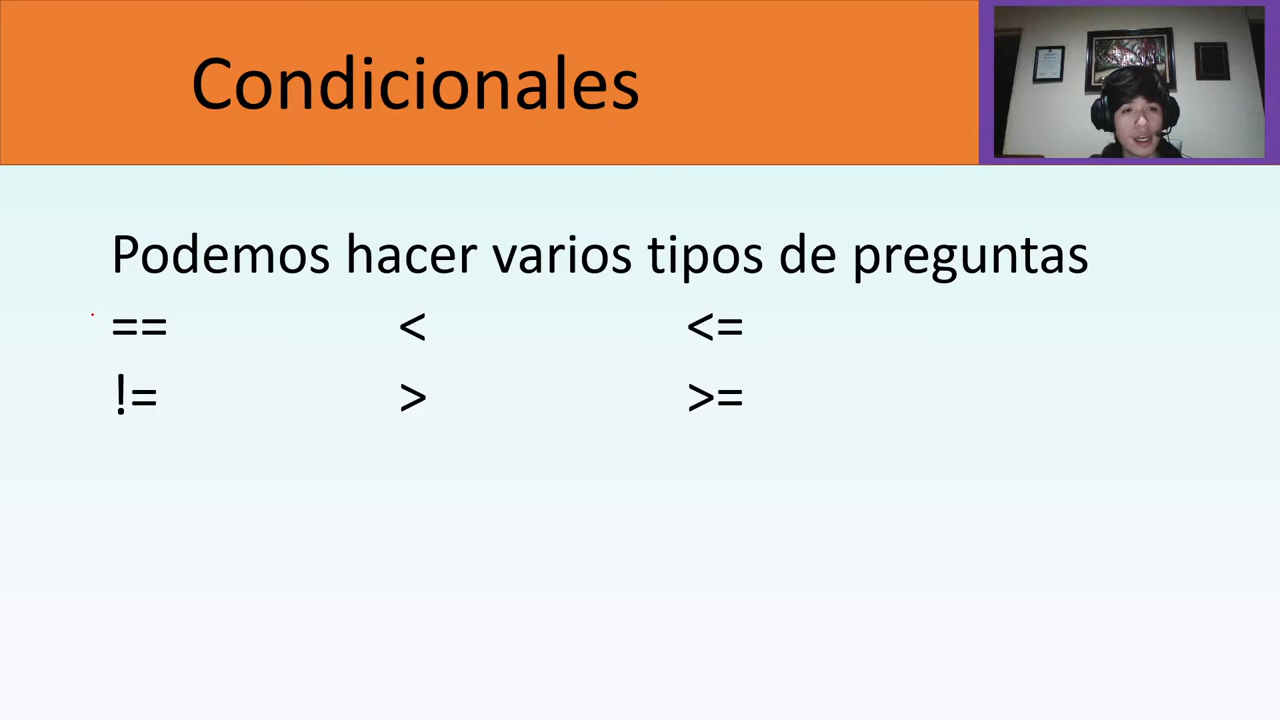 Condicionales
Podemos hacer varios tipos de preguntas
== < <=
!= > >=